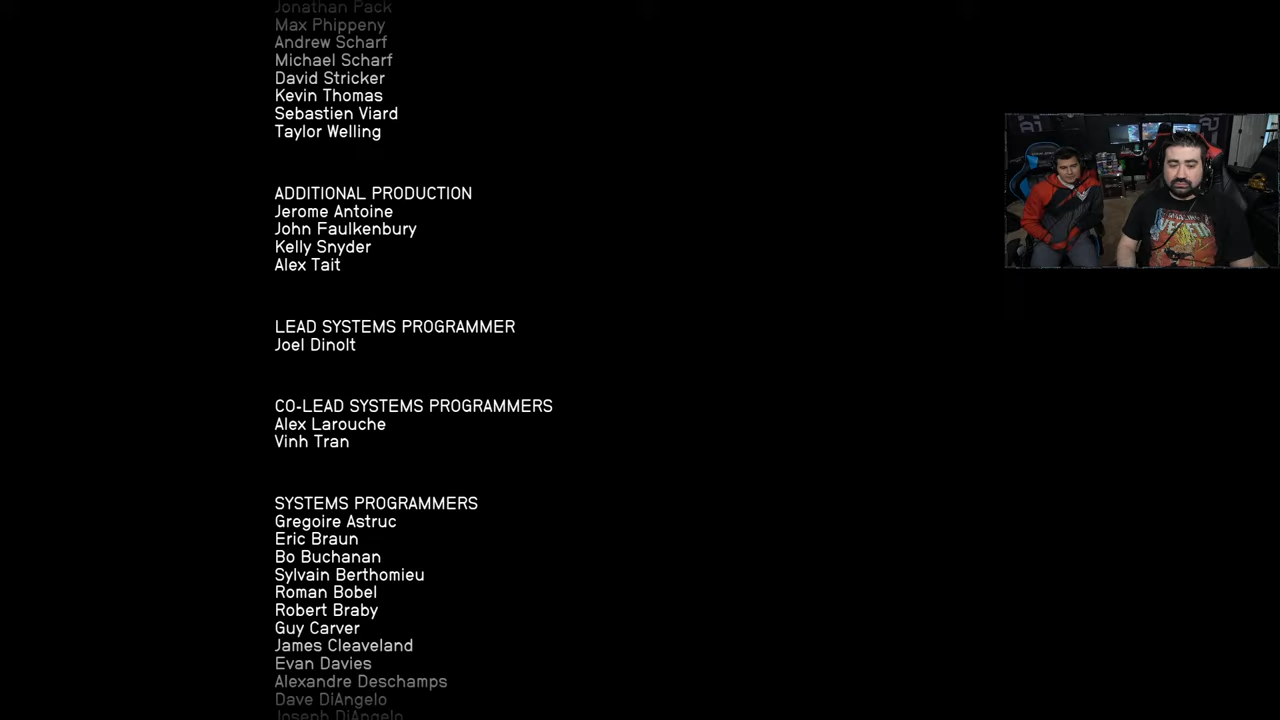 Jonathan Pack
Max Phippeny
Andrew Scharf
Michael Scharf
David Stricker
Kevin Thomas
Sebastien Viard
Taylor Welling
ADDITIONAL PRODUCTION
Jerome Antoine
John Faulkenbury
Kelly Snyder
Alex Tait
LEAD SYSTEMS PROGRAMMER
Joel Dinolt
CO-LEAD SYSTEMS PROGRAMMERS
Alex Larouche
Vinh Tran
SYSTEMS PROGRAMMERS
Gregoire Astruc
Eric Braun
Bo Buchanan
Sylvain Berthomieu
Roman Bobel
Robert Braby
Guy Carver
James Cleaveland
Evan Davies
Alexandre Deschamps
Dave DiAngelo
Joseph DiAngelo